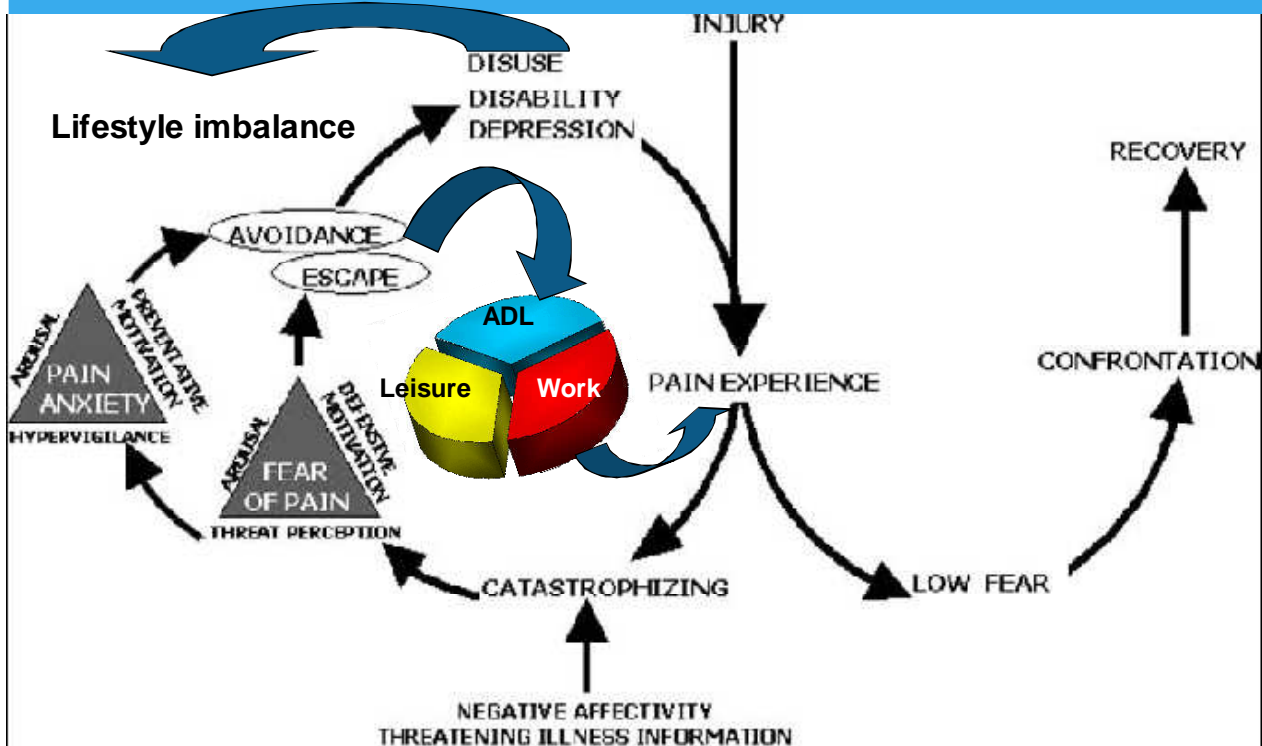 INJURY
DISUSE
DISABILITY
DEPRESSION
Lifestyle imbalance
RECOVERY
AVOIDANCE
ESCAPE
ADL
Leisure
Work
PAIN EXPERIENCE
CONFRONTATION
AROUSAL
PREVENTATIVE
MOTIVATION
PAIN
ANXIETY
HYPERVIGILANCE
AROUSAL
DEFENSIVE
MOTIVATION
FEAR
OF PAIN
THREAT PERCEPTION
CATASTROPHIZING
LOW FEAR
NEGATIVE AFFECTIVITY
THREATENING ILLNESS INFORMATION